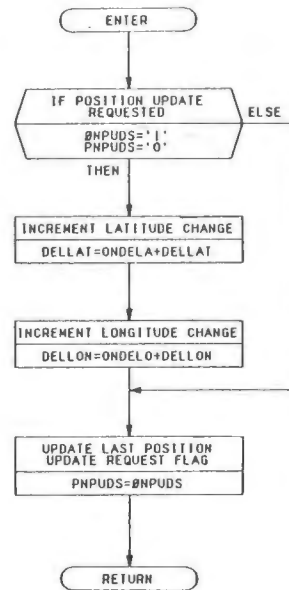 ENTER
IF POSITION UPDATE
REQUESTED
ELSE
ØNPUDS='1'
PNPUDS='0'
THEN
INCREMENT LATITUDE CHANGE
DELLAT=ONDELA+DELLAT
INCREMENT LONGITUDE CHANGE
DELLON=ONDELO+DELLON
UPDATE LAST POSITION
UPDATE REQUEST FLAG
PNPUDS=ØNPUDS
RETURN